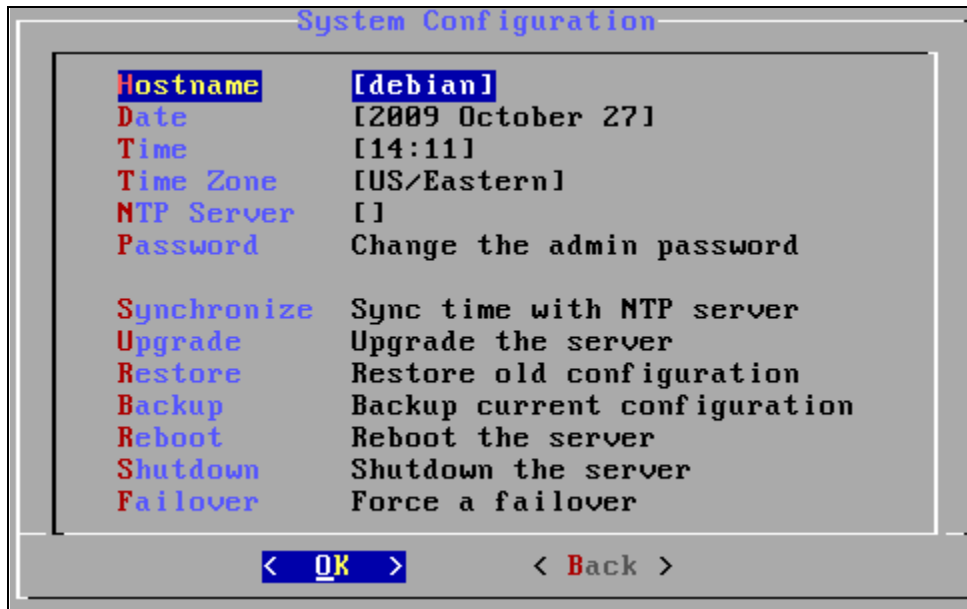 System Configuration
Hostname [debian]
Date [2009 October 27]
Time [14:11]
Time Zone [US/Eastern]
NTP Server []
Password Change the admin password
Synchronize Sync time with NTP server
Upgrade Upgrade the server
Restore Restore old configuration
Backup Backup current configuration
Reboot Reboot the server
Shutdown Shutdown the server
Failover Force a failover
< OK > < Back >